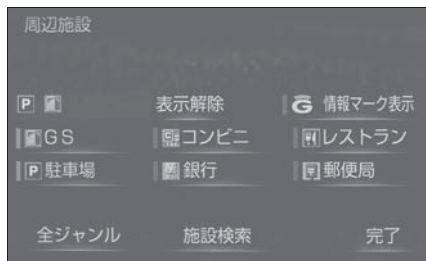 周辺施設
P 表示解除 G 情報マーク表示
GS コンビニ レストラン
P 駐車場 銀行 郵便局
全ジャンル 施設検索 完了